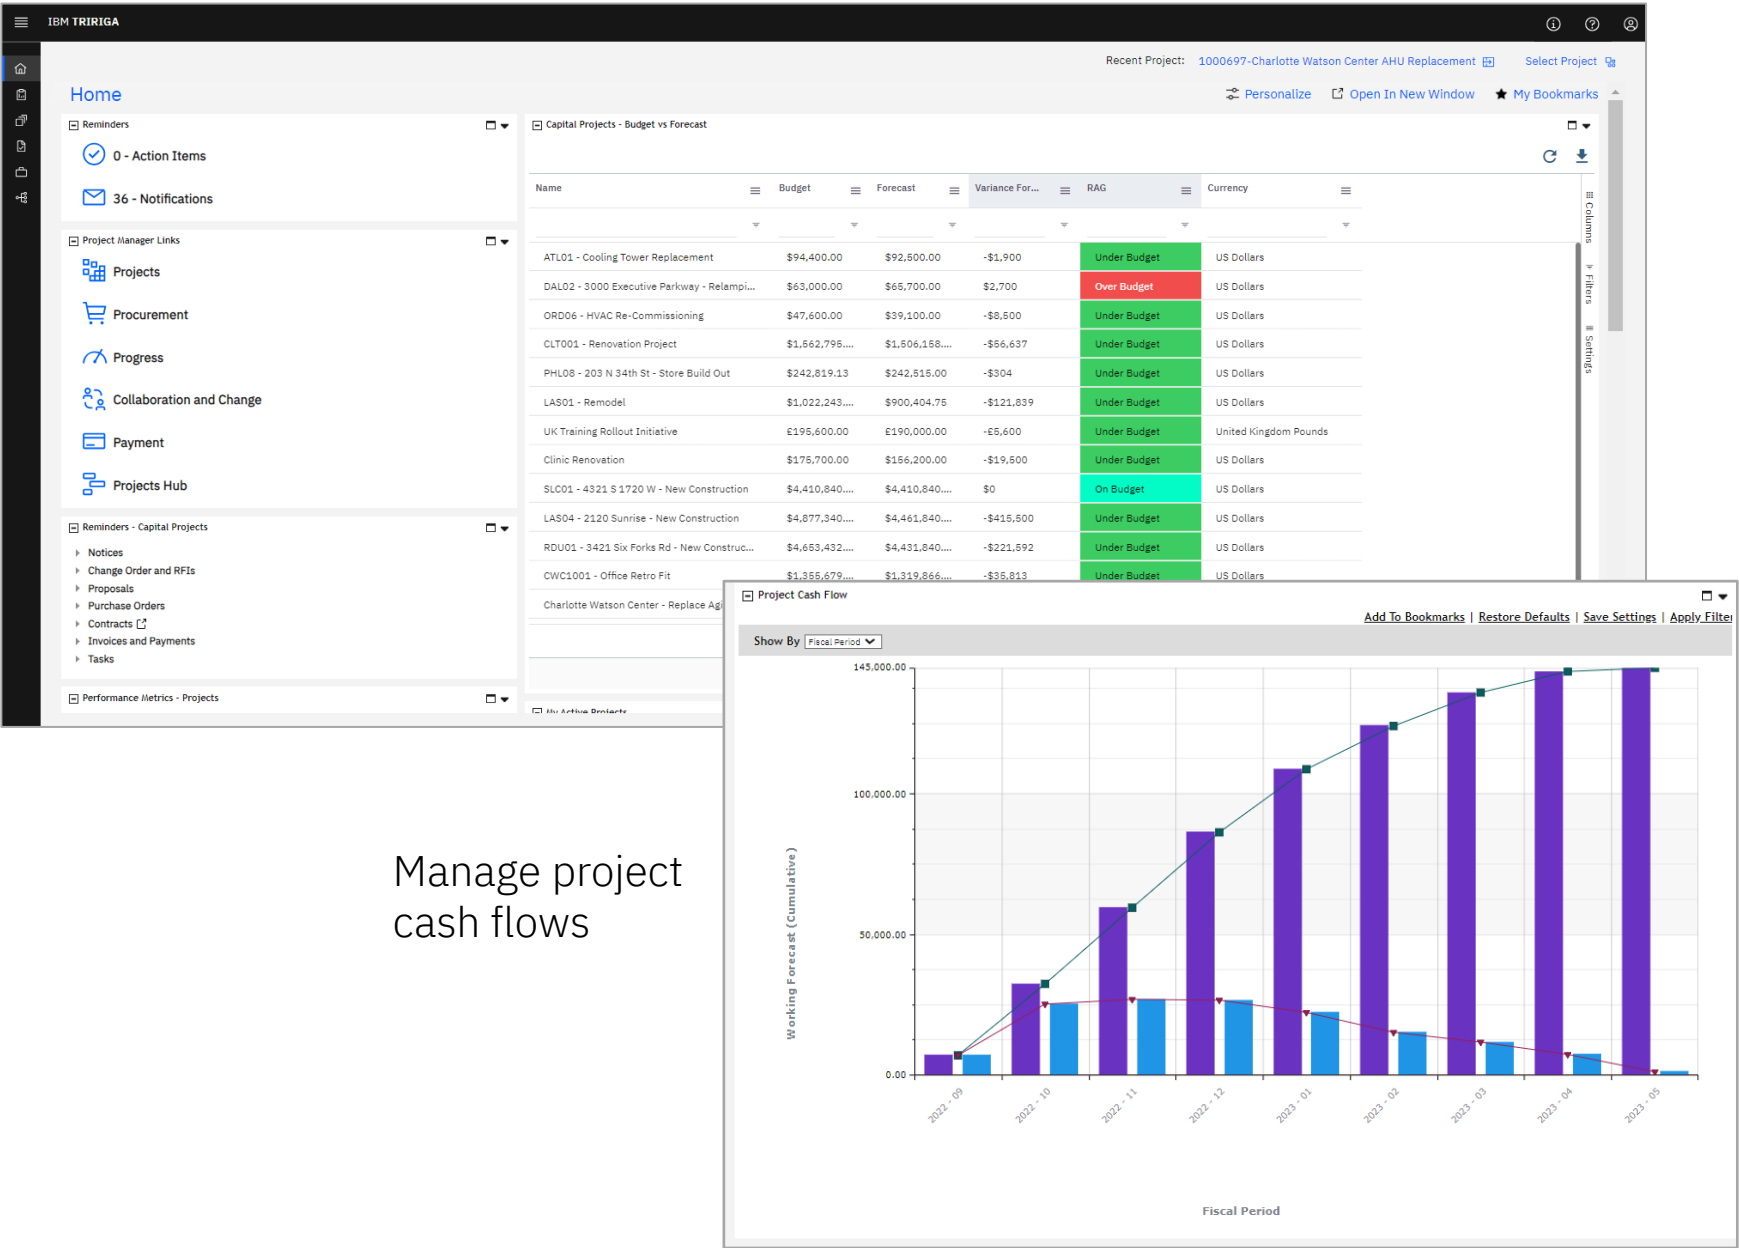 IBM TRIRIGA
Recent Project: 1000697-Charlotte Watson Center AHU Replacement Select Project
Home
Personalize Open In New Window My Bookmarks
Reminders
0 - Action Items
36 - Notifications
Project Manager Links
Projects
Procurement
Progress
Collaboration and Change
Payment
Projects Hub
Reminders - Capital Projects
Notices
Change Order and RFIs
Proposals
Purchase Orders
Contracts
Invoices and Payments
Tasks
Performance Metrics - Projects
Capital Projects - Budget vs Forecast
Name Budget Forecast Variance For... RAG Currency
ATL01 - Cooling Tower Replacement $94,400.00 $92,500.00 -$1,900 Under Budget US Dollars
DAL02 - 3000 Executive Parkway - Relampi... $63,000.00 $65,700.00 $2,700 Over Budget US Dollars
ORD06 - HVAC Re-Commissioning $47,600.00 $39,100.00 -$8,500 Under Budget US Dollars
CLT001 - Renovation Project $1,562,795.... $1,506,158.... -$56,637 Under Budget US Dollars
PHL08 - 203 N 34th St - Store Build Out $242,819.13 $242,515.00 -$304 Under Budget US Dollars
LAS01 - Remodel $1,022,243.... $900,404.75 -$121,839 Under Budget US Dollars
UK Training Rollout Initiative £195,600.00 £190,000.00 -£5,600 Under Budget United Kingdom Pounds
Clinic Renovation $175,700.00 $156,200.00 -$19,500 Under Budget US Dollars
SLC01 - 4321 S 1720 W - New Construction $4,410,840.... $4,410,840.... $0 On Budget US Dollars
LAS04 - 2120 Sunrise - New Construction $4,877,340.... $4,461,840.... -$415,500 Under Budget US Dollars
RDU01 - 3421 Six Forks Rd - New Construc... $4,653,432.... $4,431,840.... -$221,592 Under Budget US Dollars
CWC1001 - Office Retro Fit $1,355,679.... $1,319,866.... -$35,813 Under Budget US Dollars
Charlotte Watson Center - Replace Agi
Columns
Filters
Settings
My Active Projects
Project Cash Flow
Add To Bookmarks | Restore Defaults | Save Settings | Apply Filter
Show By Fiscal Period
145,000.00
100,000.00
50,000.00
0.00
Working Forecast (Cumulative)
2022 - 09 2022 - 10 2022 - 11 2022 - 12 2023 - 01 2023 - 02 2023 - 03 2023 - 04 2023 - 05
Fiscal Period
Manage project
cash flows